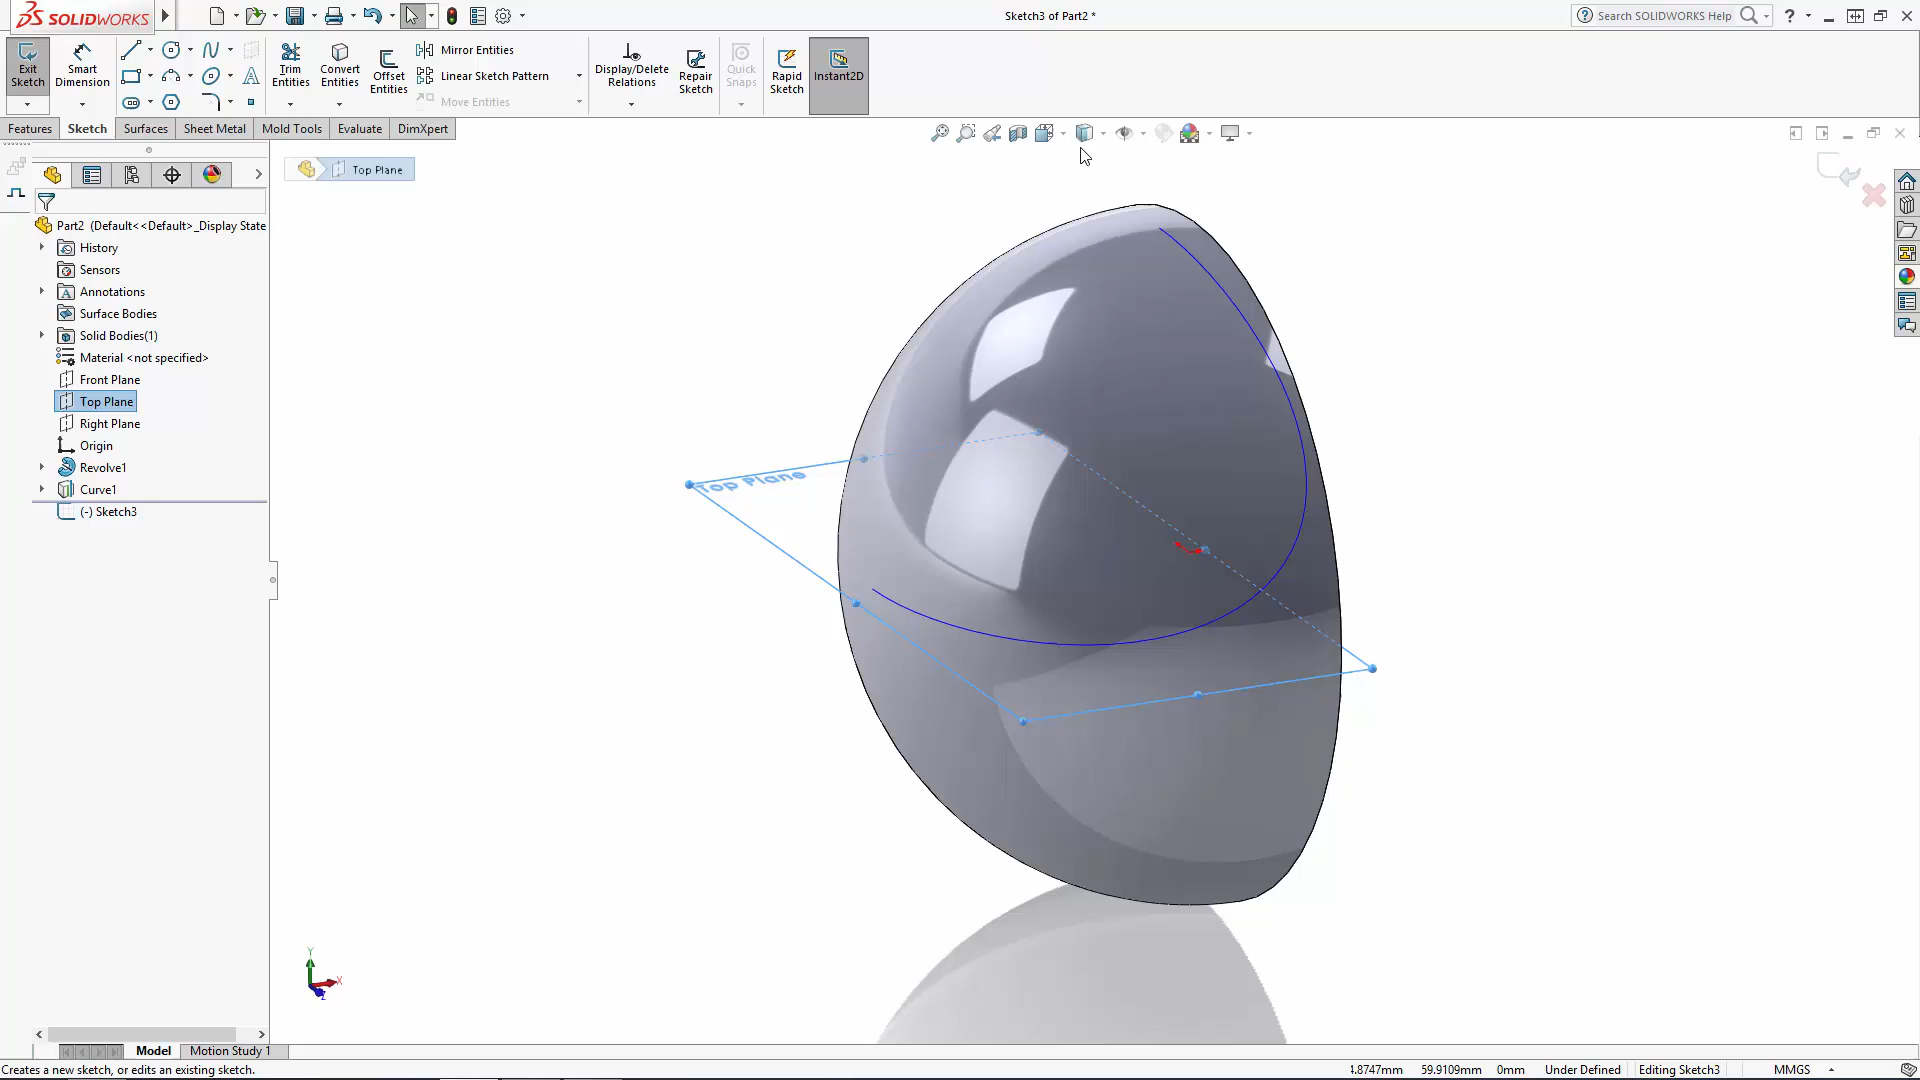 SOLIDWORKS
Sketch3 of Part2 *
Search SOLIDWORKS Help
Exit Sketch
Smart Dimension
Trim Entities
Convert Entities
Offset Entities
Mirror Entities
Linear Sketch Pattern
Move Entities
Display/Delete Relations
Repair Sketch
Quick Snaps
Rapid Sketch
Instant2D
Features
Sketch
Surfaces
Sheet Metal
Mold Tools
Evaluate
DimXpert
Top Plane
Part2 (Default<<Default>_Display State
History
Sensors
Annotations
Surface Bodies
Solid Bodies(1)
Material <not specified>
Front Plane
Top Plane
Right Plane
Origin
Revolve1
Curve1
(-) Sketch3
Top Plane
Y
X
Z
Model
Motion Study 1
Creates a new sketch, or edits an existing sketch.
59.9109mm
0mm
Under Defined
Editing Sketch3
MMGS